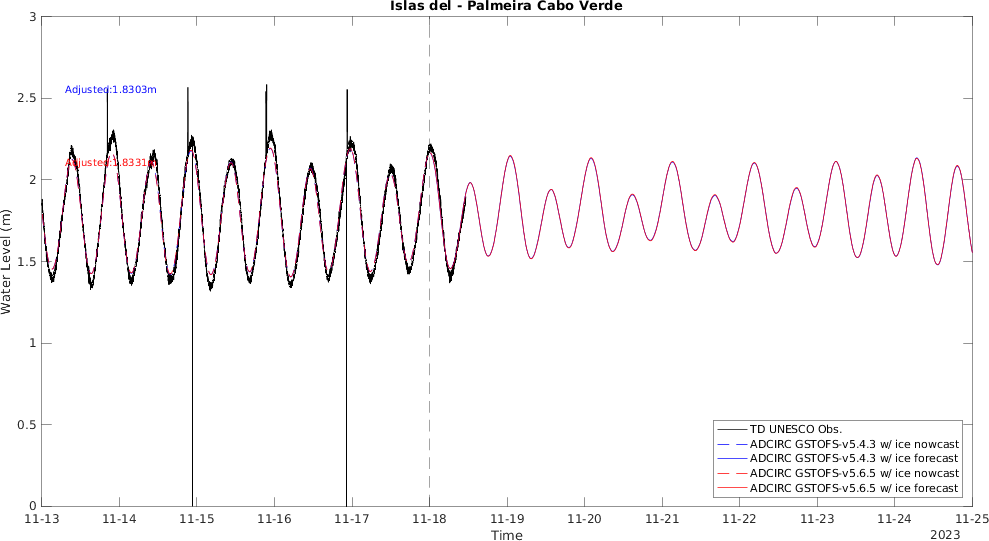 Islas del - Palmeira Cabo Verde
3
2.5
2
1.5
1
0.5
0
Water Level (m)
Adjusted:1.8303m
Adjusted:1.8331m
TD UNESCO Obs.
ADCIRC GSTOFS-v5.4.3 w/ ice nowcast
ADCIRC GSTOFS-v5.4.3 w/ ice forecast
ADCIRC GSTOFS-v5.6.5 w/ ice nowcast
ADCIRC GSTOFS-v5.6.5 w/ ice forecast
11-13 11-14 11-15 11-16 11-17 11-18 11-19 11-20 11-21 11-22 11-23 11-24 11-25
Time
2023